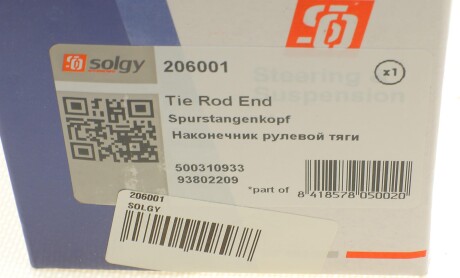 solgy
206001
x1
Steering &
Suspension
Tie Rod End
Spurstangenkopf
Наконечник рулевой тяги
500310933
93802209
*part of
8 418578 050020
206001
SOLGY